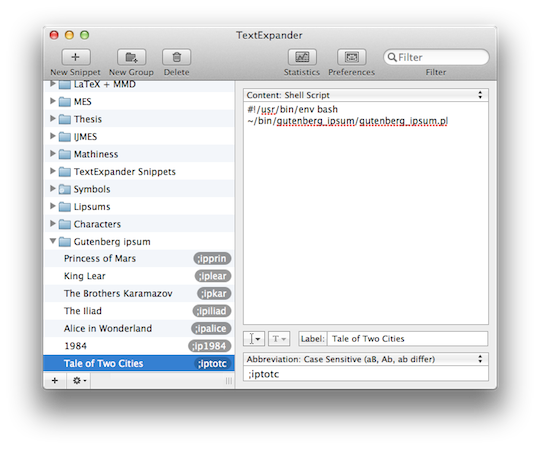 TextExpander
New Snippet
New Group
Delete
Statistics
Preferences
Filter
Filter
LaTeX + MMD
MES
Thesis
IJMES
Mathiness
TextExpander Snippets
Symbols
Lipsums
Characters
Gutenberg ipsum
Princess of Mars ;ipprin
King Lear ;iplear
The Brothers Karamazov ;ipkar
The Iliad ;ipiliad
Alice in Wonderland ;ipalice
1984 ;ip1984
Tale of Two Cities ;iptotc
Content: Shell Script
#!/usr/bin/env bash
~/bin/gutenberg_ipsum/gutenberg_ipsum.pl
Label: Tale of Two Cities
Abbreviation: Case Sensitive (aB, Ab, ab differ)
;iptotc